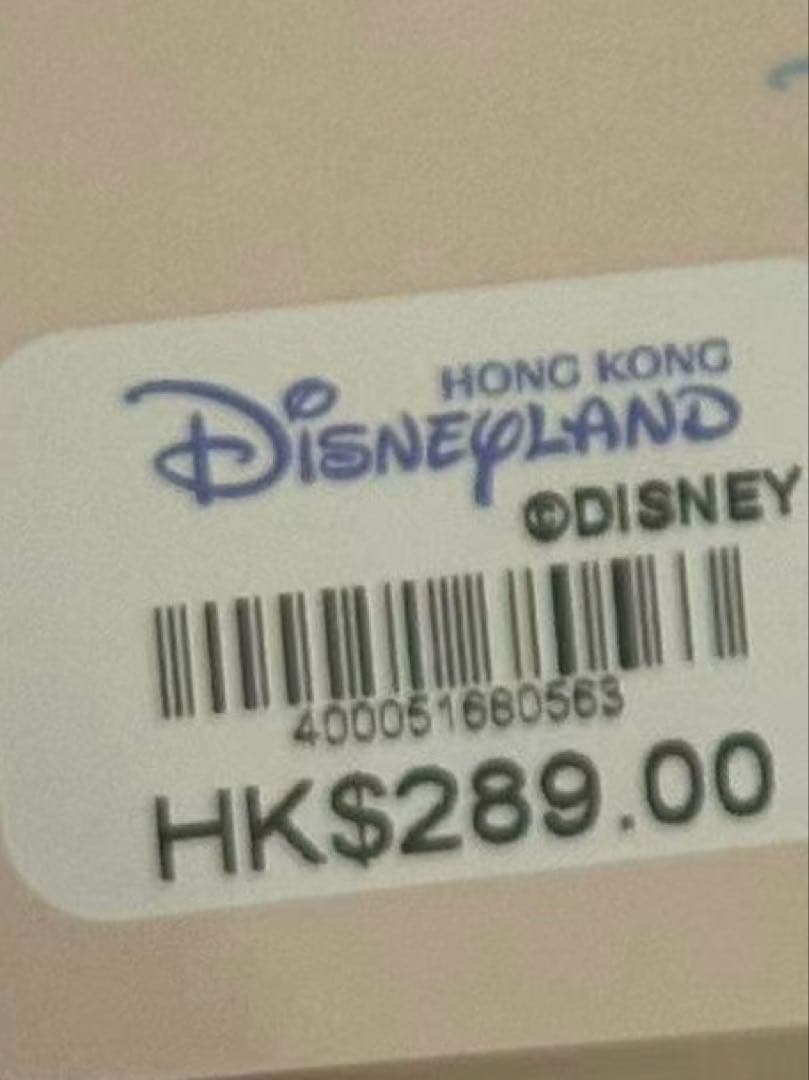 HONG KONG
DISNEYLAND
©DISNEY
400051680563
HK$289.00